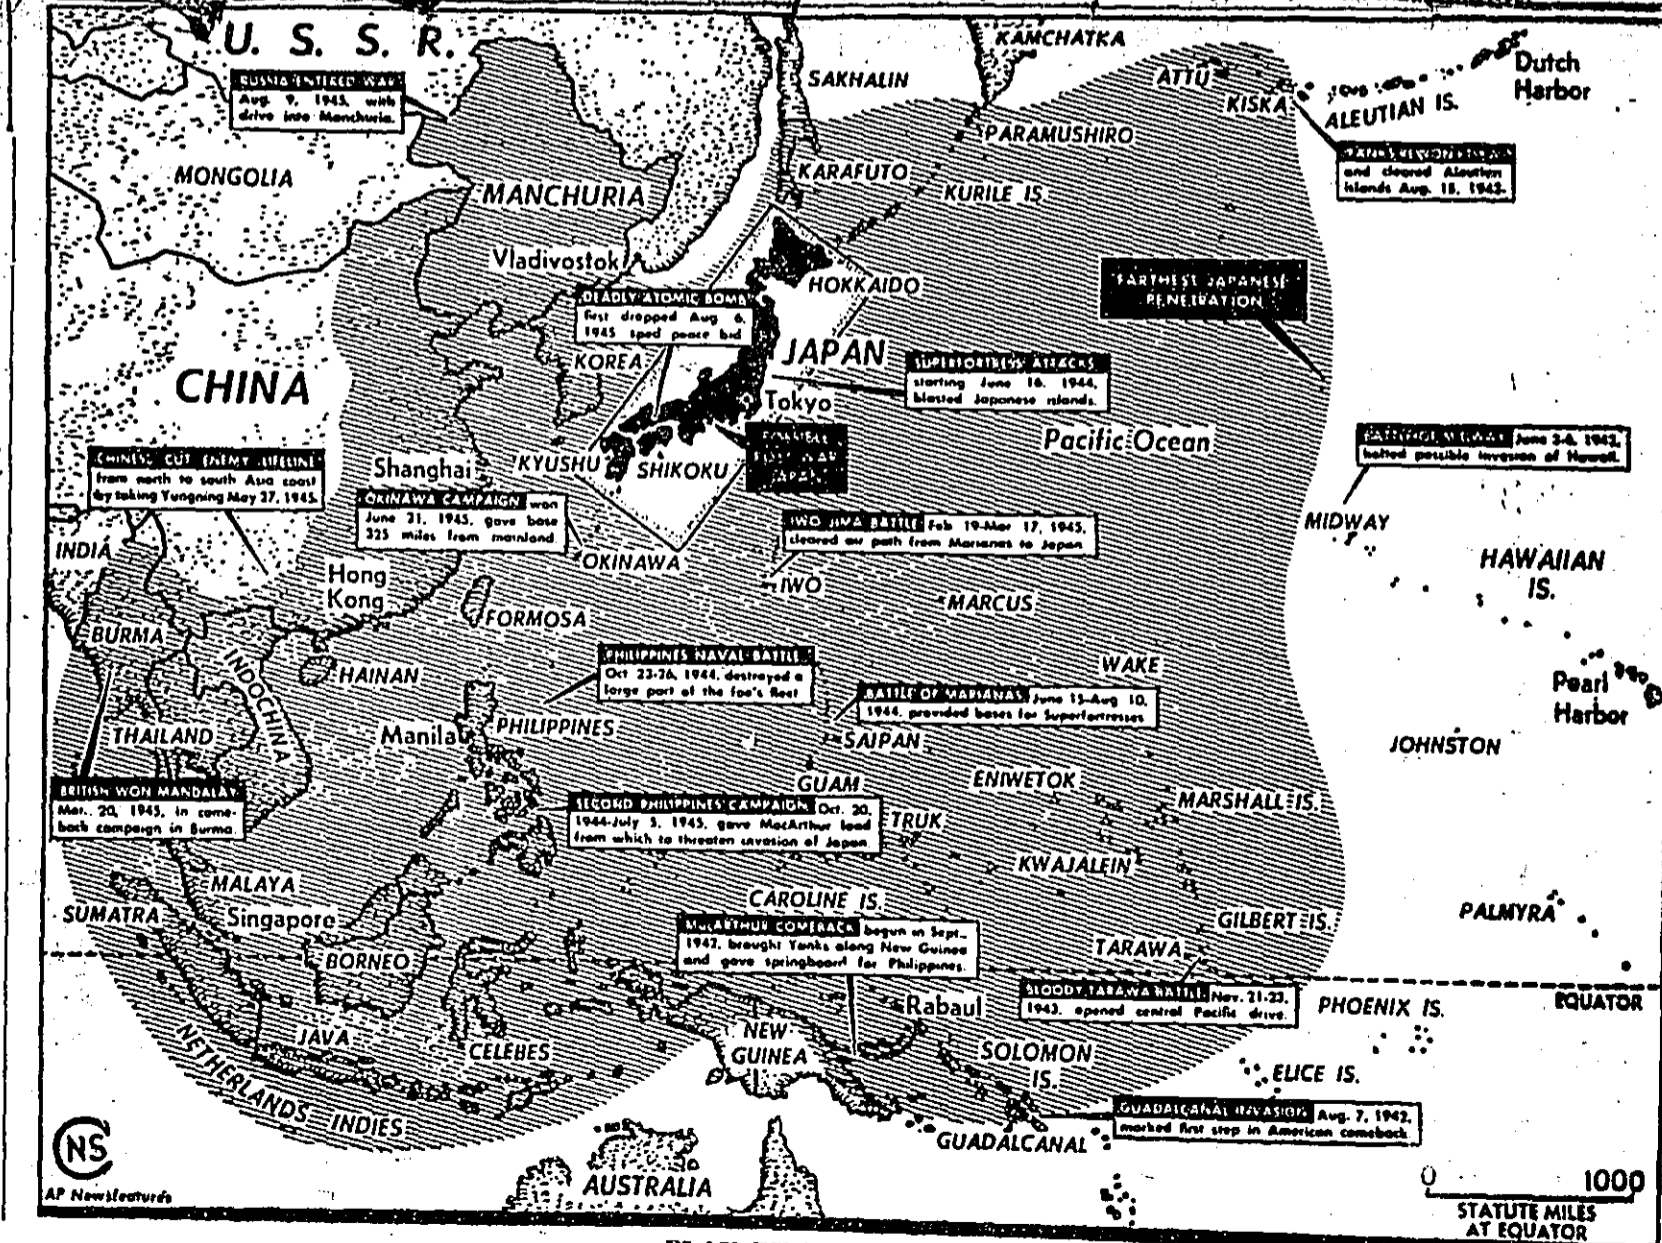 U. S. S. R.
RUSSIA ENTERED WAR
Aug. 9, 1945, with
drive into Manchuria.
MONGOLIA
MANCHURIA
Vladivostok
SAKHALIN
KAMCHATKA
KARAFUTO
PARAMUSHIRO
KURILE IS.
ATTU
KISKA
ALEUTIAN IS.
Dutch
Harbor
and cleared Aleutian
Islands Aug. 15, 1943.
HOKKAIDO
FARTHEST JAPANESE
PENETRATION
DEADLY ATOMIC BOMB
first dropped Aug. 6,
1945 sped peace bid
KOREA
JAPAN
Tokyo
SUPERFORTRESS ATTACKS
starting June 16, 1944,
blasted Japanese islands.
CHINA
Pacific Ocean
BATTLE OF MIDWAY June 3-6, 1942,
halted possible invasion of Hawaii.
CHINESE CUT ENEMY LIFELINE
from north to south Asia coast
by taking Yungning May 27, 1945.
Shanghai
KYUSHU
SHIKOKU
JAPAN
OKINAWA CAMPAIGN won
June 21, 1945, gave base
325 miles from mainland.
OKINAWA
IWO JIMA BATTLE Feb 19-Mar 17, 1945,
cleared air path from Marianas to Japan
IWO
MARCUS
MIDWAY
HAWAIIAN
IS.
INDIA
Hong
Kong
FORMOSA
BURMA
INDOCHINA
HAINAN
PHILIPPINES NAVAL BATTLE
Oct 23-26, 1944, destroyed a
large part of the foe's fleet
WAKE
BATTLE OF MARIANAS June 15-Aug 10,
1944, provided bases for Superfortresses
Pearl
Harbor
THAILAND
Manila
PHILIPPINES
SAIPAN
JOHNSTON
GUAM
ENIWETOK
MARSHALL IS.
BRITISH WON MANDALAY
Mar. 20, 1945, in come-
back campaign in Burma.
SECOND PHILIPPINES CAMPAIGN Oct. 20,
1944-July 5, 1945, gave MacArthur land
from which to threaten invasion of Japan.
TRUK
KWAJALEIN
MALAYA
SUMATRA
Singapore
CAROLINE IS.
GILBERT IS.
PALMYRA
BORNEO
McARTHUR COMEBACK begun in Sept.,
1942, brought Yanks along New Guinea
and gave springboard for Philippines.
TARAWA
BLOODY TARAWA BATTLE Nov. 21-23,
1943, opened central Pacific drive.
PHOENIX IS.
EQUATOR
Rabaul
JAVA
CELEBES
NEW
GUINEA
SOLOMON
IS.
ELICE IS.
NETHERLANDS INDIES
GUADALCANAL INVASION Aug. 7, 1942,
marked first step in American comeback.
GUADALCANAL
NS
AP Newsfeatures
AUSTRALIA
0 1000
STATUTE MILES
AT EQUATOR